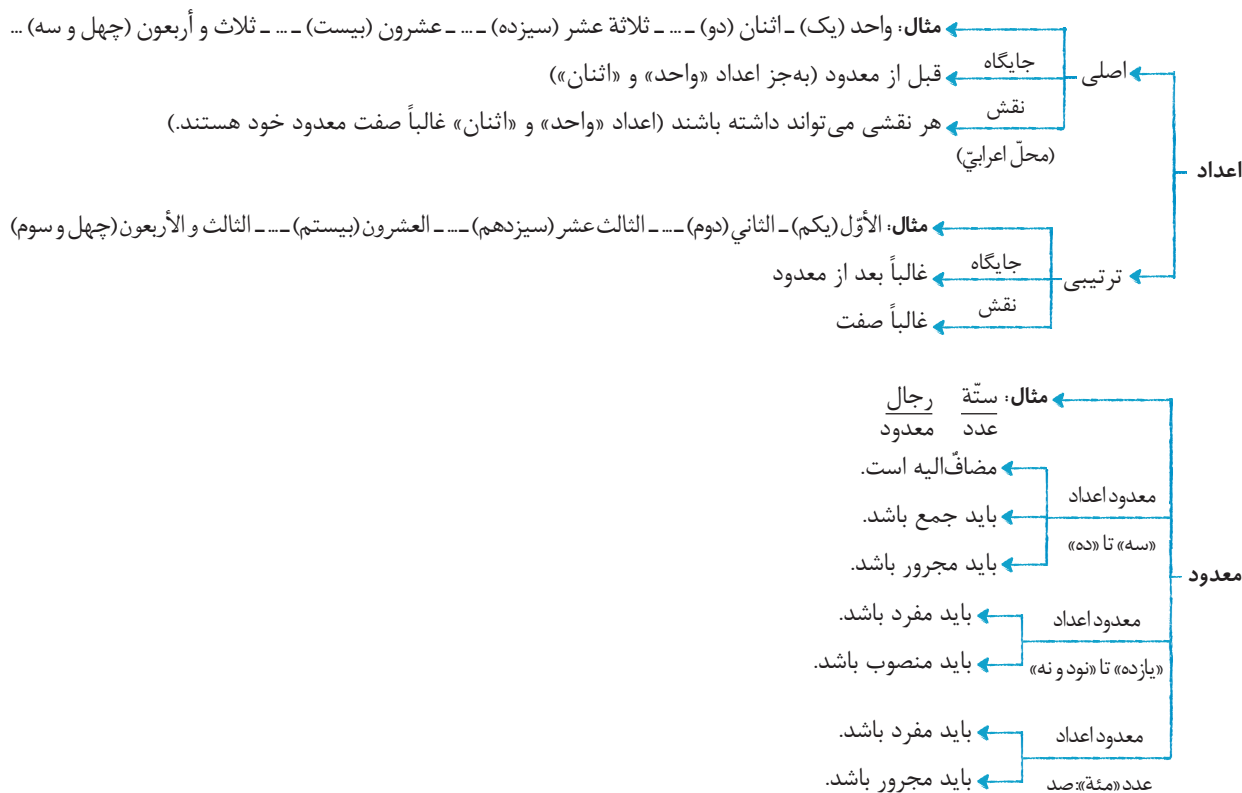 اعداد
اصلی
مثال: واحد (یک) ـ اثنان (دو) ـ ... ـ ثلاثة عشر (سیزده) ـ ... ـ عشرون (بیست) ـ ... ـ ثلاث و أربعون (چهل و سه) ...
جایگاه
قبل از معدود (به‌جز اعداد «واحد» و «اثنان»)
نقش
(محلّ اعرابيّ)
هر نقشی می‌تواند داشته باشند (اعداد «واحد» و «اثنان» غالباً صفت معدود خود هستند.)
ترتیبی
مثال: الأوّل (یکم) ـ الثاني (دوم) ـ ... ـ الثالث عشر (سیزدهم) ـ ... ـ العشرون (بیستم) ـ ... ـ الثالث و الأربعون (چهل و سوم)
جایگاه
غالباً بعد از معدود
نقش
غالباً صفت
معدود
مثال: ستّة رجال
عدد معدود
معدود اعداد
«سه» تا «ده»
مضافٌ‌الیه است.
باید جمع باشد.
باید مجرور باشد.
معدود اعداد
«یازده» تا «نود و نه»
باید مفرد باشد.
باید منصوب باشد.
معدود اعداد
عدد «مئة»: صد
باید مفرد باشد.
باید مجرور باشد.